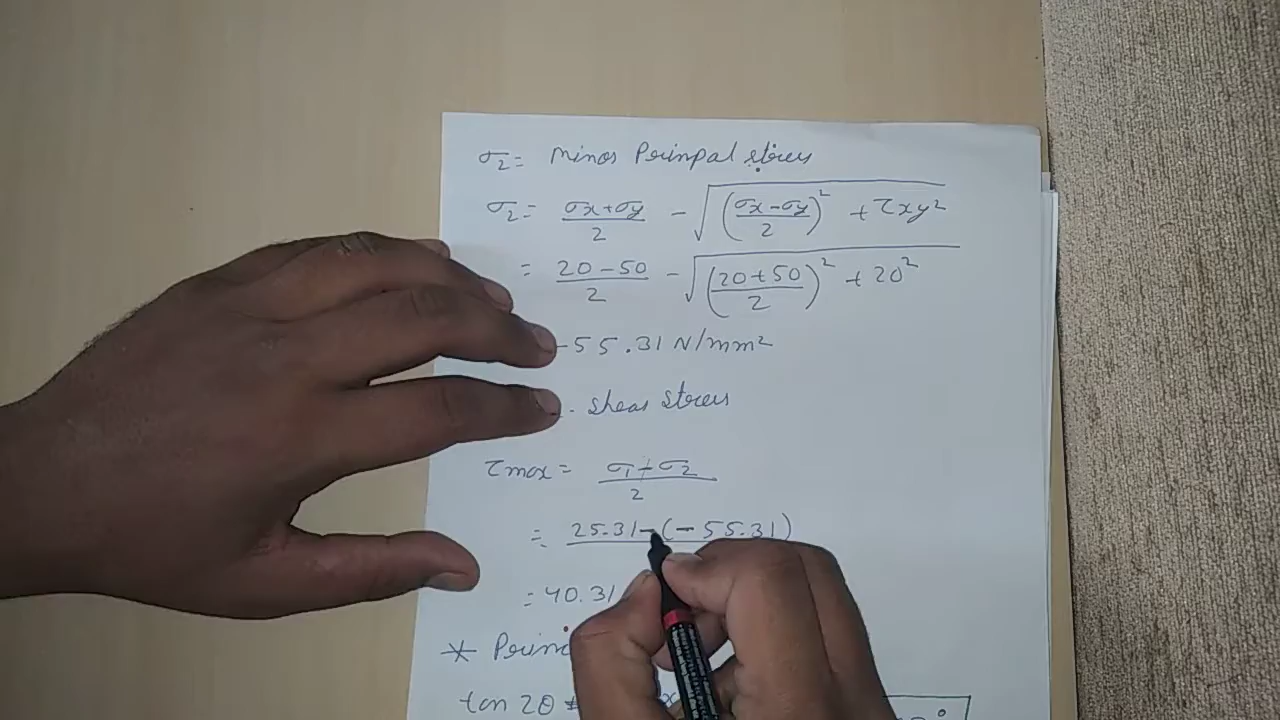 σ2 = Minor Prinpal stress
σ2 = σx+σy/2 - √((σx-σy/2)² + τxy²)
= 20-50/2 - √((20+50/2)² + 20²)
-55.31 N/mm²
. Shear stress
τmax = σ1-σ2/2
= 25.31-(-55.31)
= 40.31
* Princ
tan 2θ =